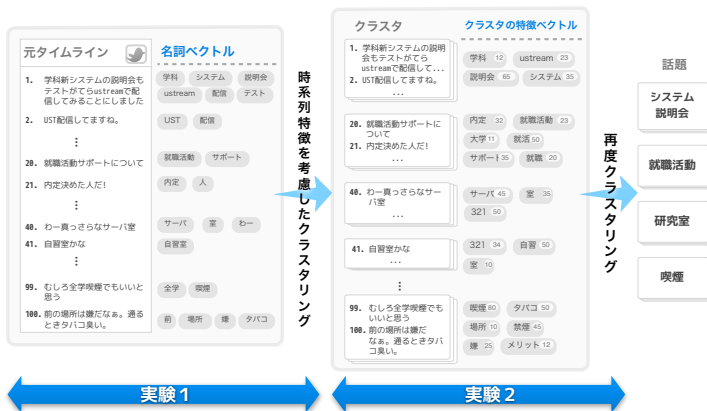 元タイムライン
名詞ベクトル
1. 学科新システムの説明会も
テストがてらustreamで配
信してみることにしました
学科 システム 説明会
ustream 配信 テスト
2. UST配信してますね。
UST 配信
⋮
20. 就職活動サポートについて
就職活動 サポート
21. 内定決めた人だ!
内定 人
⋮
40. わー真っさらなサーバ室
サーバ 室 わー
41. 自習室かな
自習室
⋮
99. むしろ全学喫煙でもいいと
思う
全学 喫煙
100. 前の場所は嫌だなぁ。通る
ときタバコ臭い。
前 場所 嫌 タバコ
時系列特徴を考慮したクラスタリング
クラスタ
クラスタの特徴ベクトル
1. 学科新システムの説明
会もテストがてら
ustreamで配信して...
2. UST配信してますね。
...
学科 12 ustream 23
説明会 65 システム 35
20. 就職活動サポートに
ついて
21. 内定決めた人だ!
...
内定 32 就職活動 23
大学 11 就活 50
サポート 35 就職 20
40. わー真っさらなサー
バ室
...
サーバ 45 室 35
321 50
41. 自習室かな
...
321 34 自習 50
室 10
⋮
99. むしろ全学喫煙でも
いいと思う
100. 前の場所は嫌だ
なぁ。通るときタバ
コ臭い。
喫煙 80 タバコ 50
場所 10 禁煙 45
嫌 25 メリット 12
再度クラスタリング
話題
システム
説明会
就職活動
研究室
喫煙
実験1
実験2